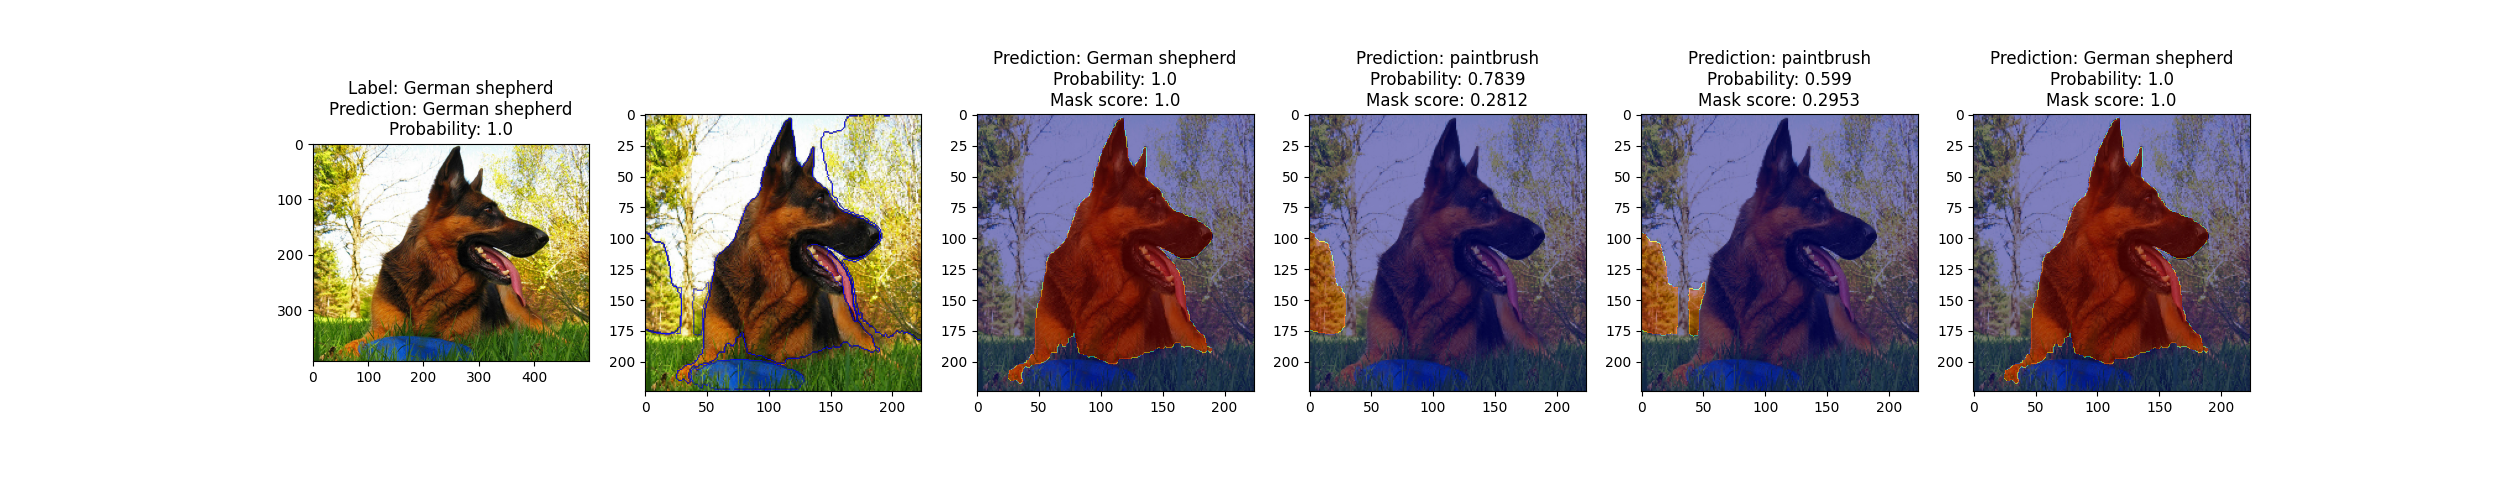 Label: German shepherd
Prediction: German shepherd
Probability: 1.0
0
100
200
300
0 100 200 300 400
0
25
50
75
100
125
150
175
200
0 50 100 150 200
Prediction: German shepherd
Probability: 1.0
Mask score: 1.0
0
25
50
75
100
125
150
175
200
0 50 100 150 200
Prediction: paintbrush
Probability: 0.7839
Mask score: 0.2812
0
25
50
75
100
125
150
175
200
0 50 100 150 200
Prediction: paintbrush
Probability: 0.599
Mask score: 0.2953
0
25
50
75
100
125
150
175
200
0 50 100 150 200
Prediction: German shepherd
Probability: 1.0
Mask score: 1.0
0
25
50
75
100
125
150
175
200
0 50 100 150 200